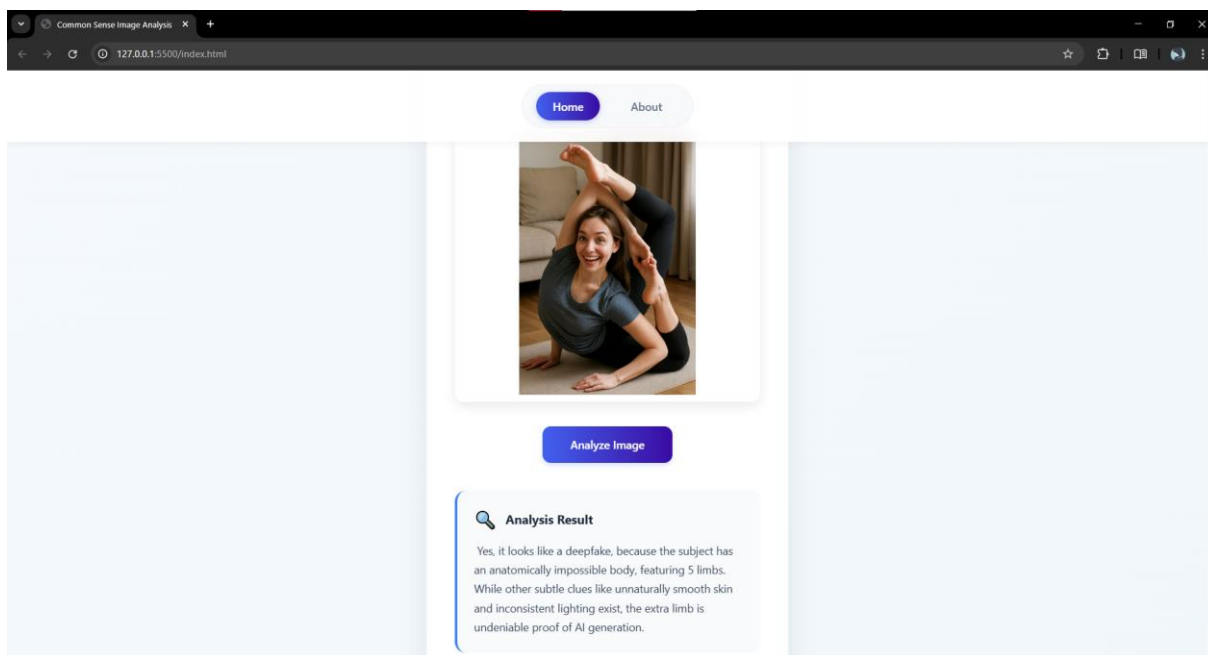 Common Sense Image Analysis
127.0.0.1:5500/index.html
Home About
Analyze Image
Analysis Result
Yes, it looks like a deepfake, because the subject has
an anatomically impossible body, featuring 5 limbs.
While other subtle clues like unnaturally smooth skin
and inconsistent lighting exist, the extra limb is
undeniable proof of AI generation.